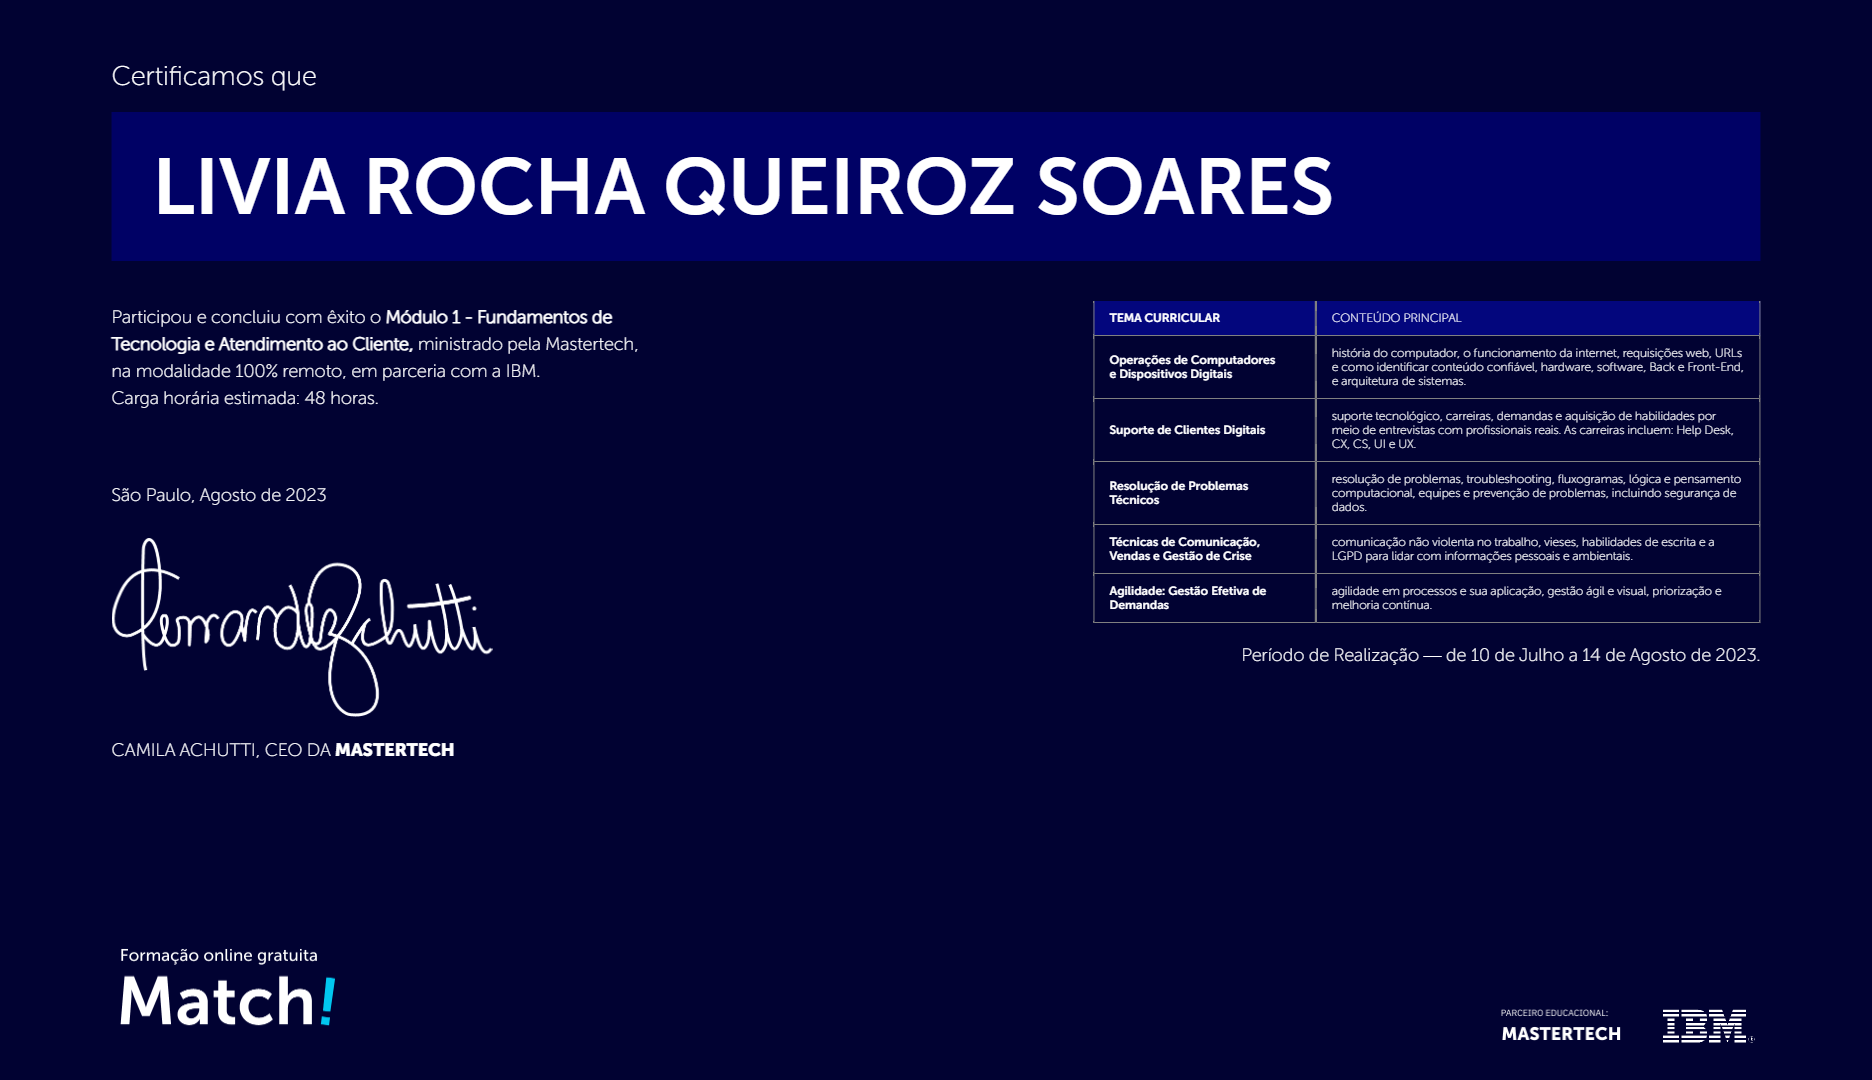 Certificamos que
LIVIA ROCHA QUEIROZ SOARES
Participou e concluiu com êxito o Módulo 1 - Fundamentos de
Tecnologia e Atendimento ao Cliente, ministrado pela Mastertech,
na modalidade 100% remoto, em parceria com a IBM.
Carga horária estimada: 48 horas.
São Paulo, Agosto de 2023
CAMILA ACHUTTI, CEO DA MASTERTECH
TEMA CURRICULAR
CONTEÚDO PRINCIPAL
Operações de Computadores
e Dispositivos Digitais
história do computador, o funcionamento da internet, requisições web, URLs
e como identificar conteúdo confiável, hardware, software, Back e Front-End,
e arquitetura de sistemas.
Suporte de Clientes Digitais
suporte tecnológico, carreiras, demandas e aquisição de habilidades por
meio de entrevistas com profissionais reais. As carreiras incluem: Help Desk,
CX, CS, UI e UX.
Resolução de Problemas
Técnicos
resolução de problemas, troubleshooting, fluxogramas, lógica e pensamento
computacional, equipes e prevenção de problemas, incluindo segurança de
dados.
Técnicas de Comunicação,
Vendas e Gestão de Crise
comunicação não violenta no trabalho, vieses, habilidades de escrita e a
LGPD para lidar com informações pessoais e ambientais.
Agilidade: Gestão Efetiva de
Demandas
agilidade em processos e sua aplicação, gestão ágil e visual, priorização e
melhoria contínua.
Período de Realização — de 10 de Julho a 14 de Agosto de 2023.
Formação online gratuita
Match!
PARCEIRO EDUCACIONAL:
MASTERTECH
IBM®